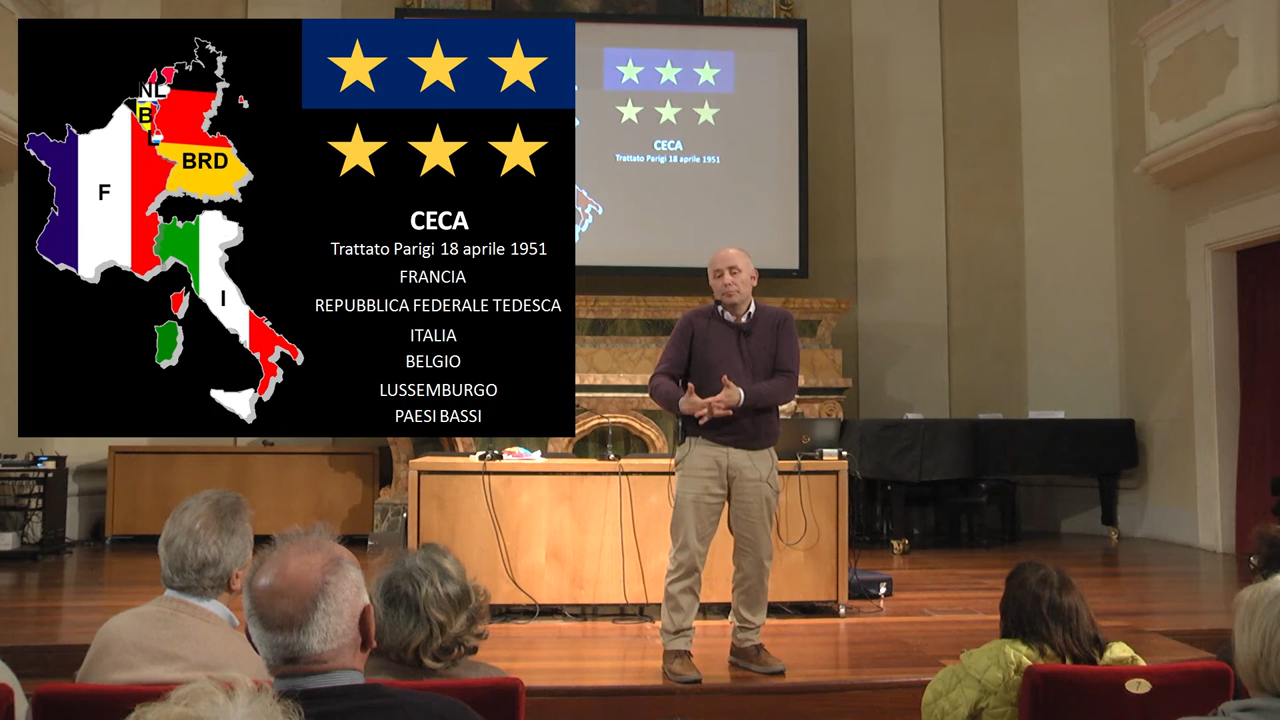 NL
B
L
BRD
F
I
CECA
Trattato Parigi 18 aprile 1951
FRANCIA
REPUBBLICA FEDERALE TEDESCA
ITALIA
BELGIO
LUSSEMBURGO
PAESI BASSI
CECA
Trattato Parigi 18 aprile 1951
7